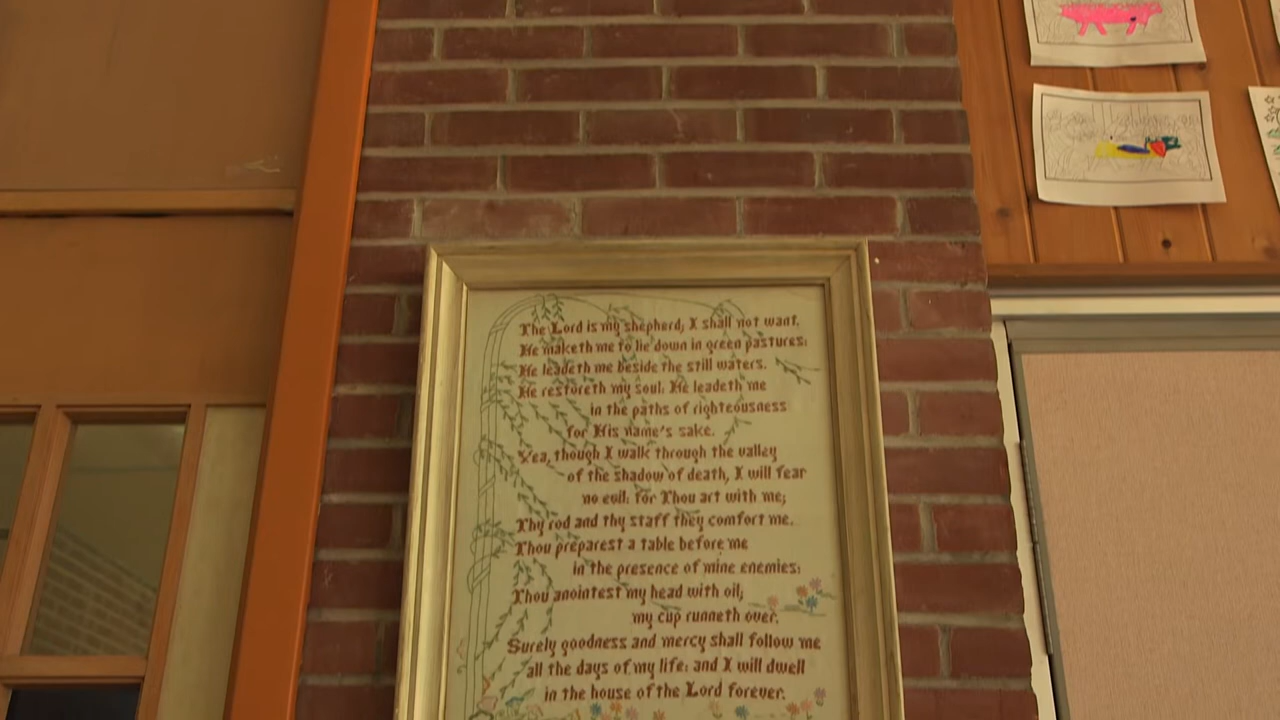 The Lord is my shepherd; I shall not want.
He maketh me to lie down in green pastures:
He leadeth me beside the still waters.
He restoreth my soul: He leadeth me
in the paths of righteousness
for His name's sake.
Yea, though I walk through the valley
of the shadow of death, I will fear
no evil: for Thou art with me;
Thy rod and thy staff they comfort me.
Thou preparest a table before me
in the presence of mine enemies:
Thou anointest my head with oil;
my cup runneth over.
Surely goodness and mercy shall follow me
all the days of my life: and I will dwell
in the house of the Lord forever.